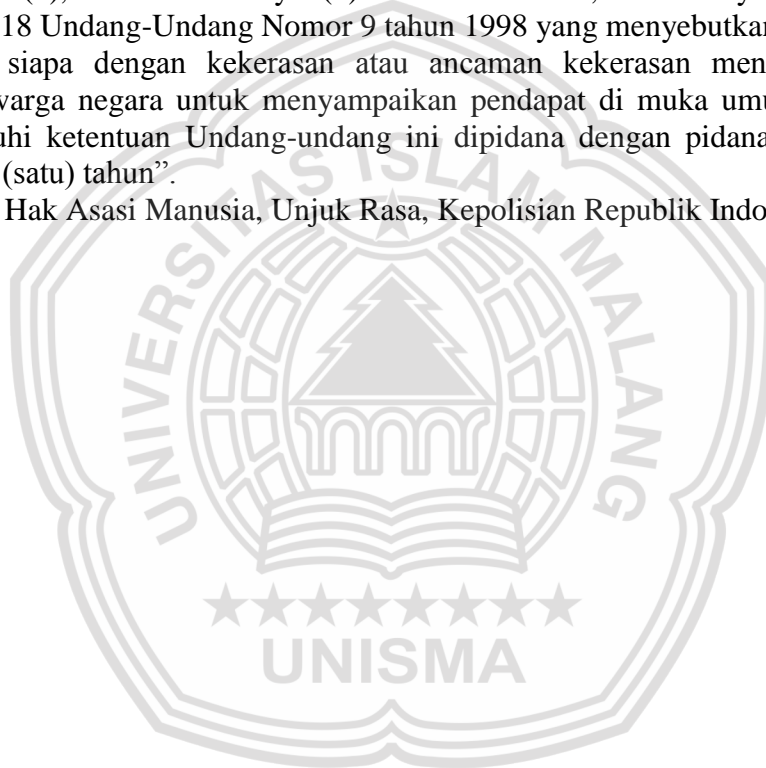 18 Undang-Undang Nomor 9 tahun 1998 yang menyebutkan
siapa dengan kekerasan atau ancaman kekerasan men
warga negara untuk menyampaikan pendapat di muka umu
uhi ketentuan Undang-undang ini dipidana dengan pidana
(satu) tahun”.
Hak Asasi Manusia, Unjuk Rasa, Kepolisian Republik Indo
UNIVERSITAS ISLAM MALANG
UNISMA